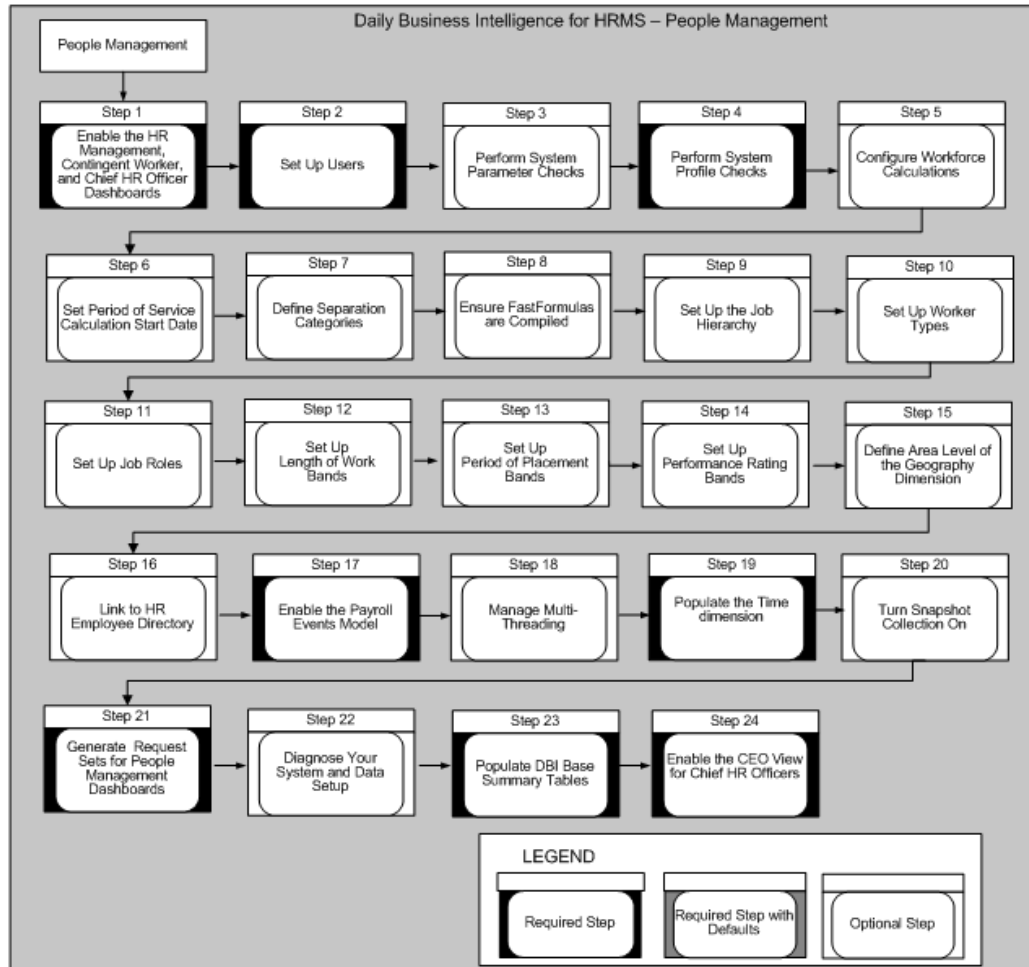 Daily Business Intelligence for HRMS – People Management
People Management
Step 1
Enable the HR
Management,
Contingent Worker,
and Chief HR Officer
Dashboards
Step 2
Set Up Users
Step 3
Perform System
Parameter Checks
Step 4
Perform System
Profile Checks
Step 5
Configure Workforce
Calculations
Step 6
Set Period of Service
Calculation Start Date
Step 7
Define Separation
Categories
Step 8
Ensure FastFormulas
are Compiled
Step 9
Set Up the Job
Hierarchy
Step 10
Set Up Worker
Types
Step 11
Set Up Job Roles
Step 12
Set Up
Length of Work
Bands
Step 13
Set Up
Period of Placement
Bands
Step 14
Set Up
Performance Rating
Bands
Step 15
Define Area Level of
the Geography
Dimension
Step 16
Link to HR
Employee Directory
Step 17
Enable the Payroll
Events Model
Step 18
Manage Multi-
Threading
Step 19
Populate the Time
dimension
Step 20
Turn Snapshot
Collection On
Step 21
Generate Request
Sets for People
Management
Dashboards
Step 22
Diagnose Your
System and Data
Setup
Step 23
Populate DBI Base
Summary Tables
Step 24
Enable the CEO View
for Chief HR Officers
LEGEND
Required Step
Required Step with
Defaults
Optional Step